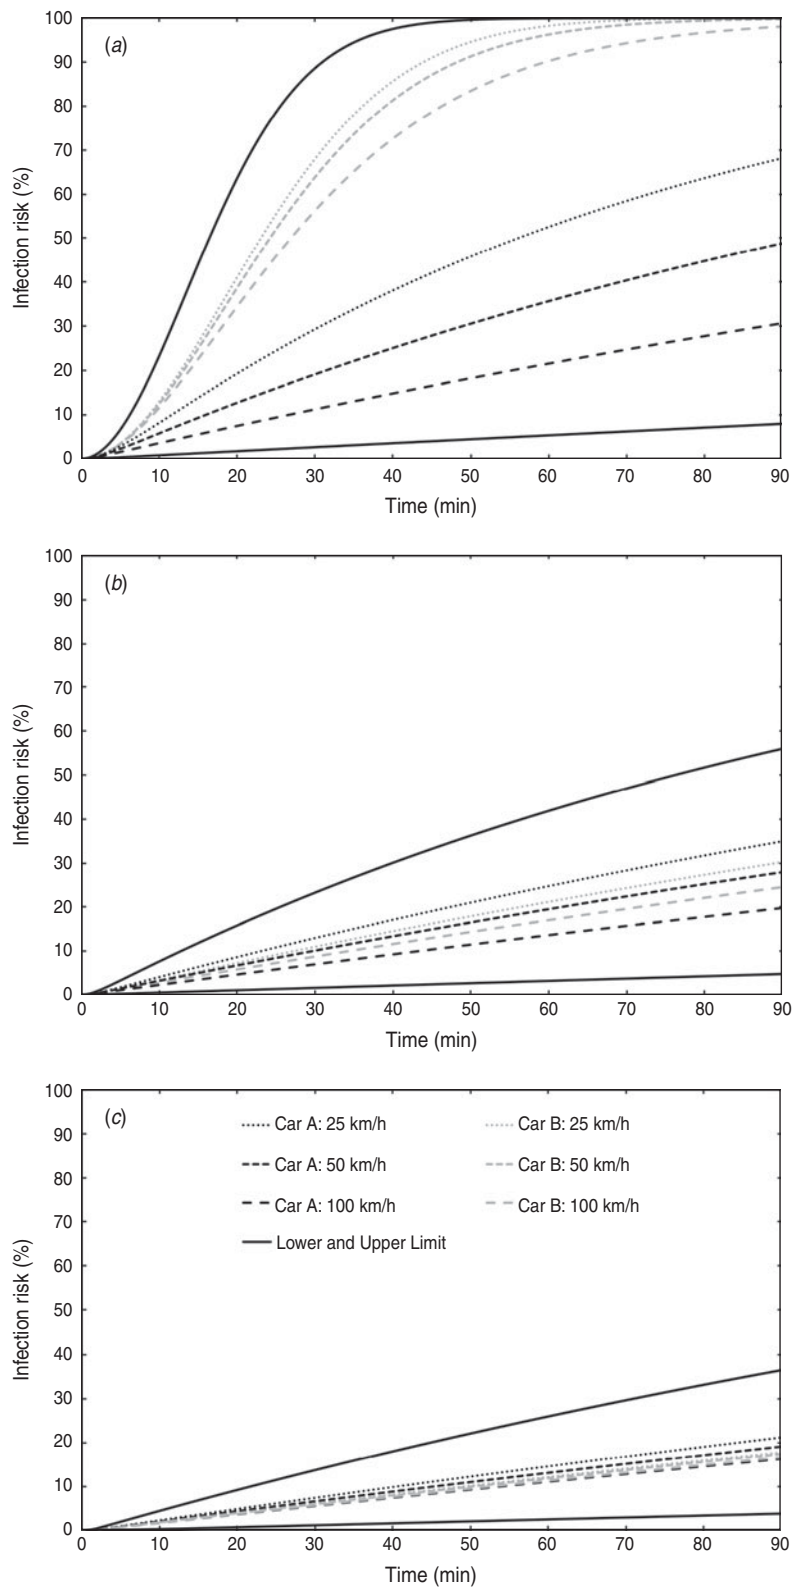 100
(a)
90
80
70
60
50
40
30
20
10
0
Infection risk (%)
0 10 20 30 40 50 60 70 80 90
Time (min)
100
(b)
90
80
70
60
50
40
30
20
10
0
Infection risk (%)
0 10 20 30 40 50 60 70 80 90
Time (min)
100
(c)
90
80
70
60
50
40
30
20
10
0
Infection risk (%)
Car A: 25 km/h Car B: 25 km/h
Car A: 50 km/h Car B: 50 km/h
Car A: 100 km/h Car B: 100 km/h
Lower and Upper Limit
0 10 20 30 40 50 60 70 80 90
Time (min)